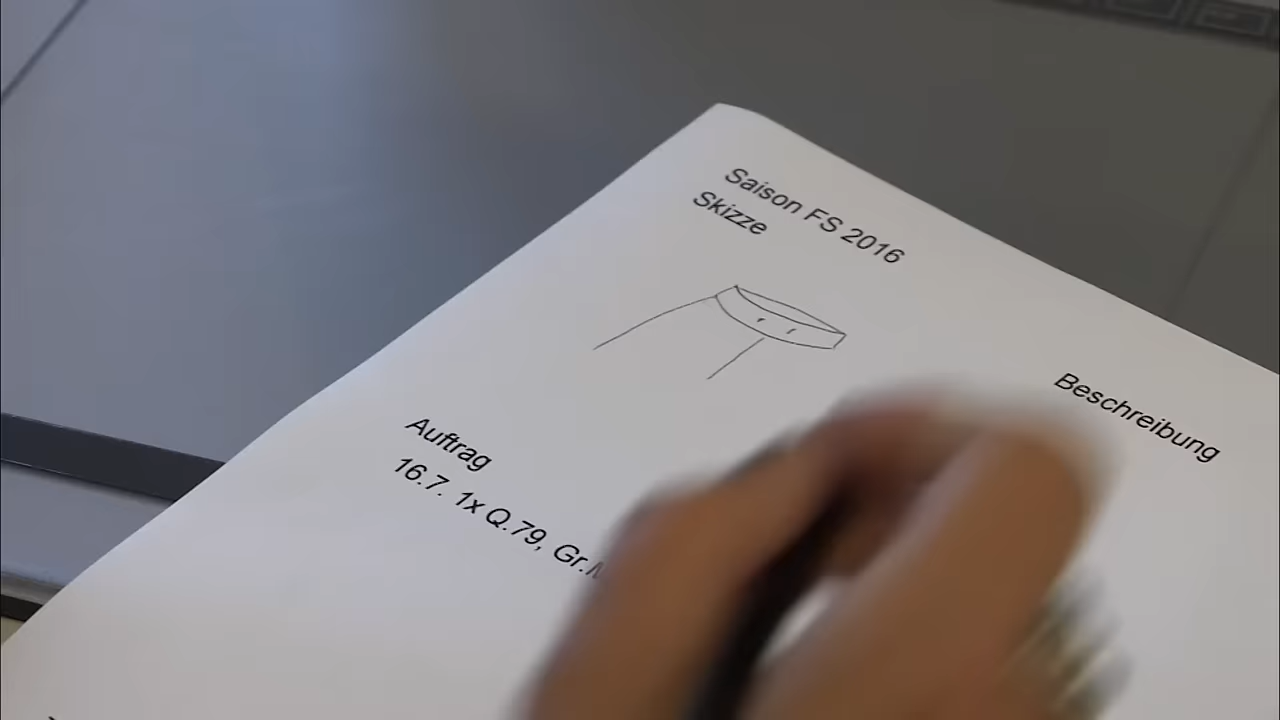 Saison FS 2016
Skizze
Beschreibung
Auftrag
16.7. 1x Q.79, Gr.M